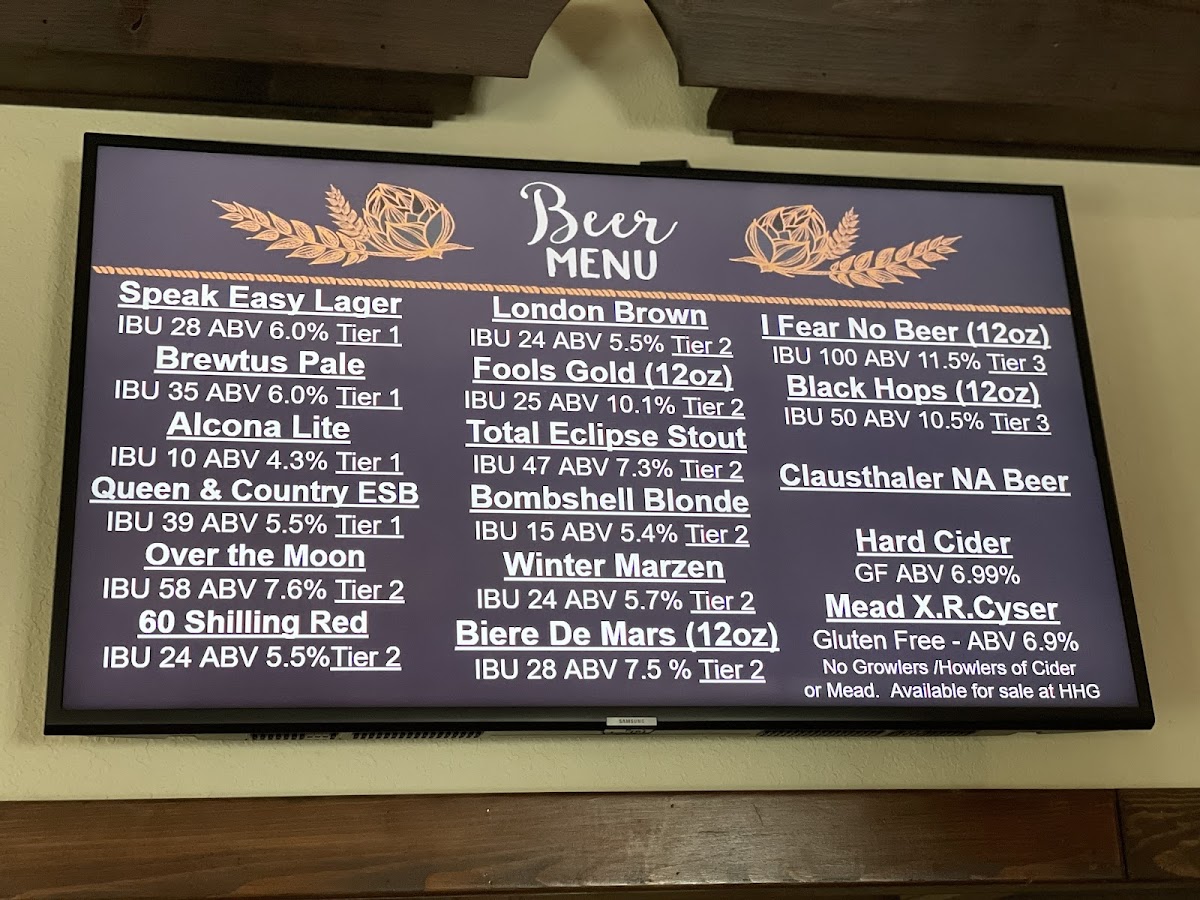 Beer
MENU
Speak Easy Lager
IBU 28 ABV 6.0% Tier 1
Brewtus Pale
IBU 35 ABV 6.0% Tier 1
Alcona Lite
IBU 10 ABV 4.3% Tier 1
Queen & Country ESB
IBU 39 ABV 5.5% Tier 1
Over the Moon
IBU 58 ABV 7.6% Tier 2
60 Shilling Red
IBU 24 ABV 5.5%Tier 2
London Brown
IBU 24 ABV 5.5% Tier 2
Fools Gold (12oz)
IBU 25 ABV 10.1% Tier 2
Total Eclipse Stout
IBU 47 ABV 7.3% Tier 2
Bombshell Blonde
IBU 15 ABV 5.4% Tier 2
Winter Marzen
IBU 24 ABV 5.7% Tier 2
Biere De Mars (12oz)
IBU 28 ABV 7.5 % Tier 2
I Fear No Beer (12oz)
IBU 100 ABV 11.5% Tier 3
Black Hops (12oz)
IBU 50 ABV 10.5% Tier 3
Clausthaler NA Beer
Hard Cider
GF ABV 6.99%
Mead X.R.Cyser
Gluten Free - ABV 6.9%
No Growlers /Howlers of Cider
or Mead. Available for sale at HHG
SAMSUNG